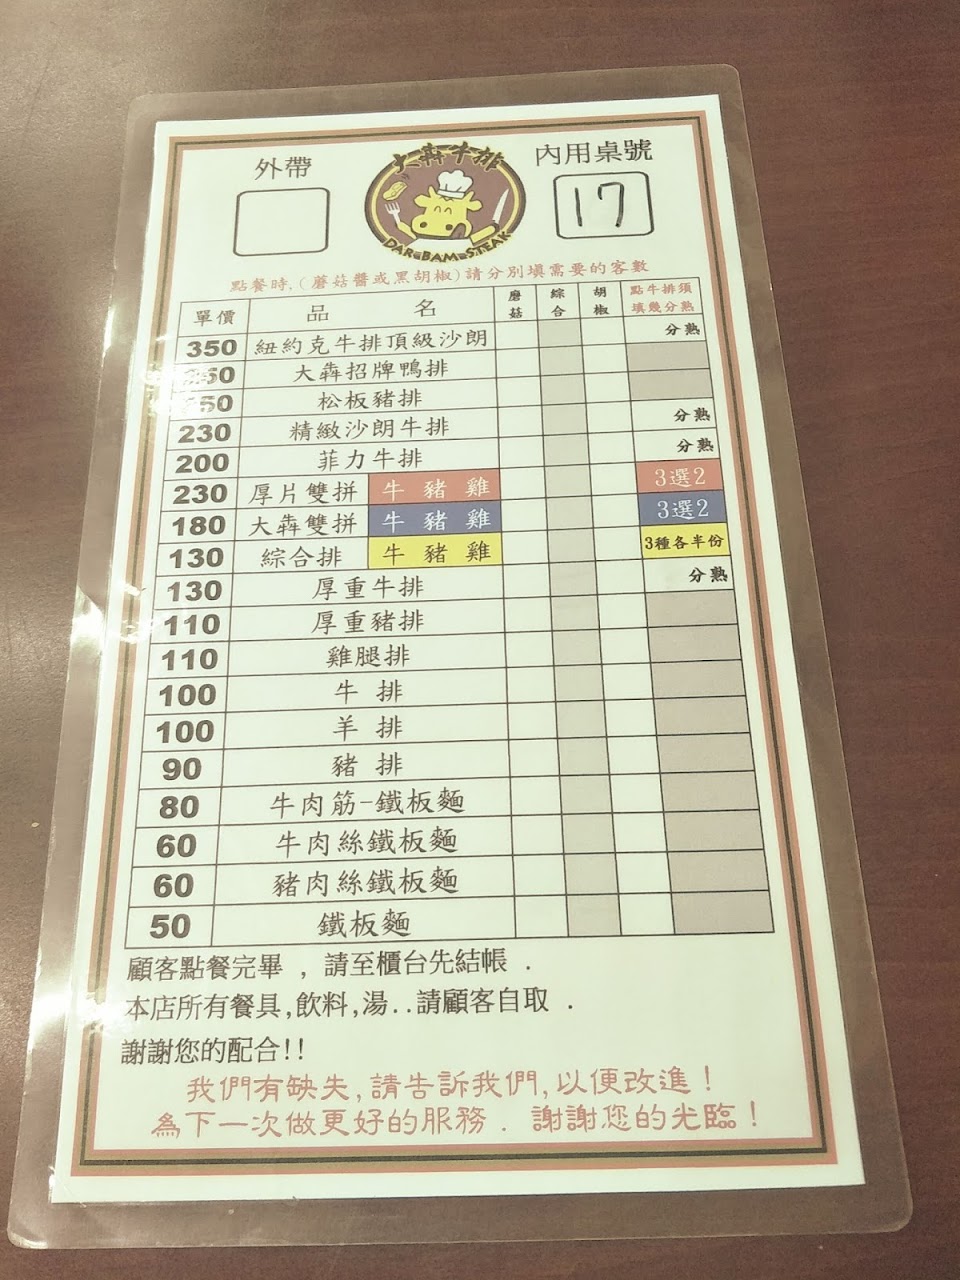 外帶
大犇牛排
DAR BAM STEAK
內用桌號
17
點餐時,(蘑菇醬或黑胡椒)請分別填需要的客數
單價 品名 蘑菇 綜合 胡椒 點牛排須填幾分熟
350 紐約克牛排頂級沙朗 分熟
50 大犇招牌鴨排
50 松板豬排
230 精緻沙朗牛排 分熟
200 菲力牛排 分熟
230 厚片雙拼 牛 豬 雞 3選2
180 大犇雙拼 牛 豬 雞 3選2
130 綜合排 牛 豬 雞 3種各半份
130 厚重牛排 分熟
110 厚重豬排
110 雞腿排
100 牛 排
100 羊 排
90 豬 排
80 牛肉筋-鐵板麵
60 牛肉絲鐵板麵
60 豬肉絲鐵板麵
50 鐵板麵
顧客點餐完畢 , 請至櫃台先結帳 .
本店所有餐具,飲料,湯..請顧客自取 .
謝謝您的配合!!
我們有缺失,請告訴我們,以便改進!
為下一次做更好的服務 . 謝謝您的光臨!